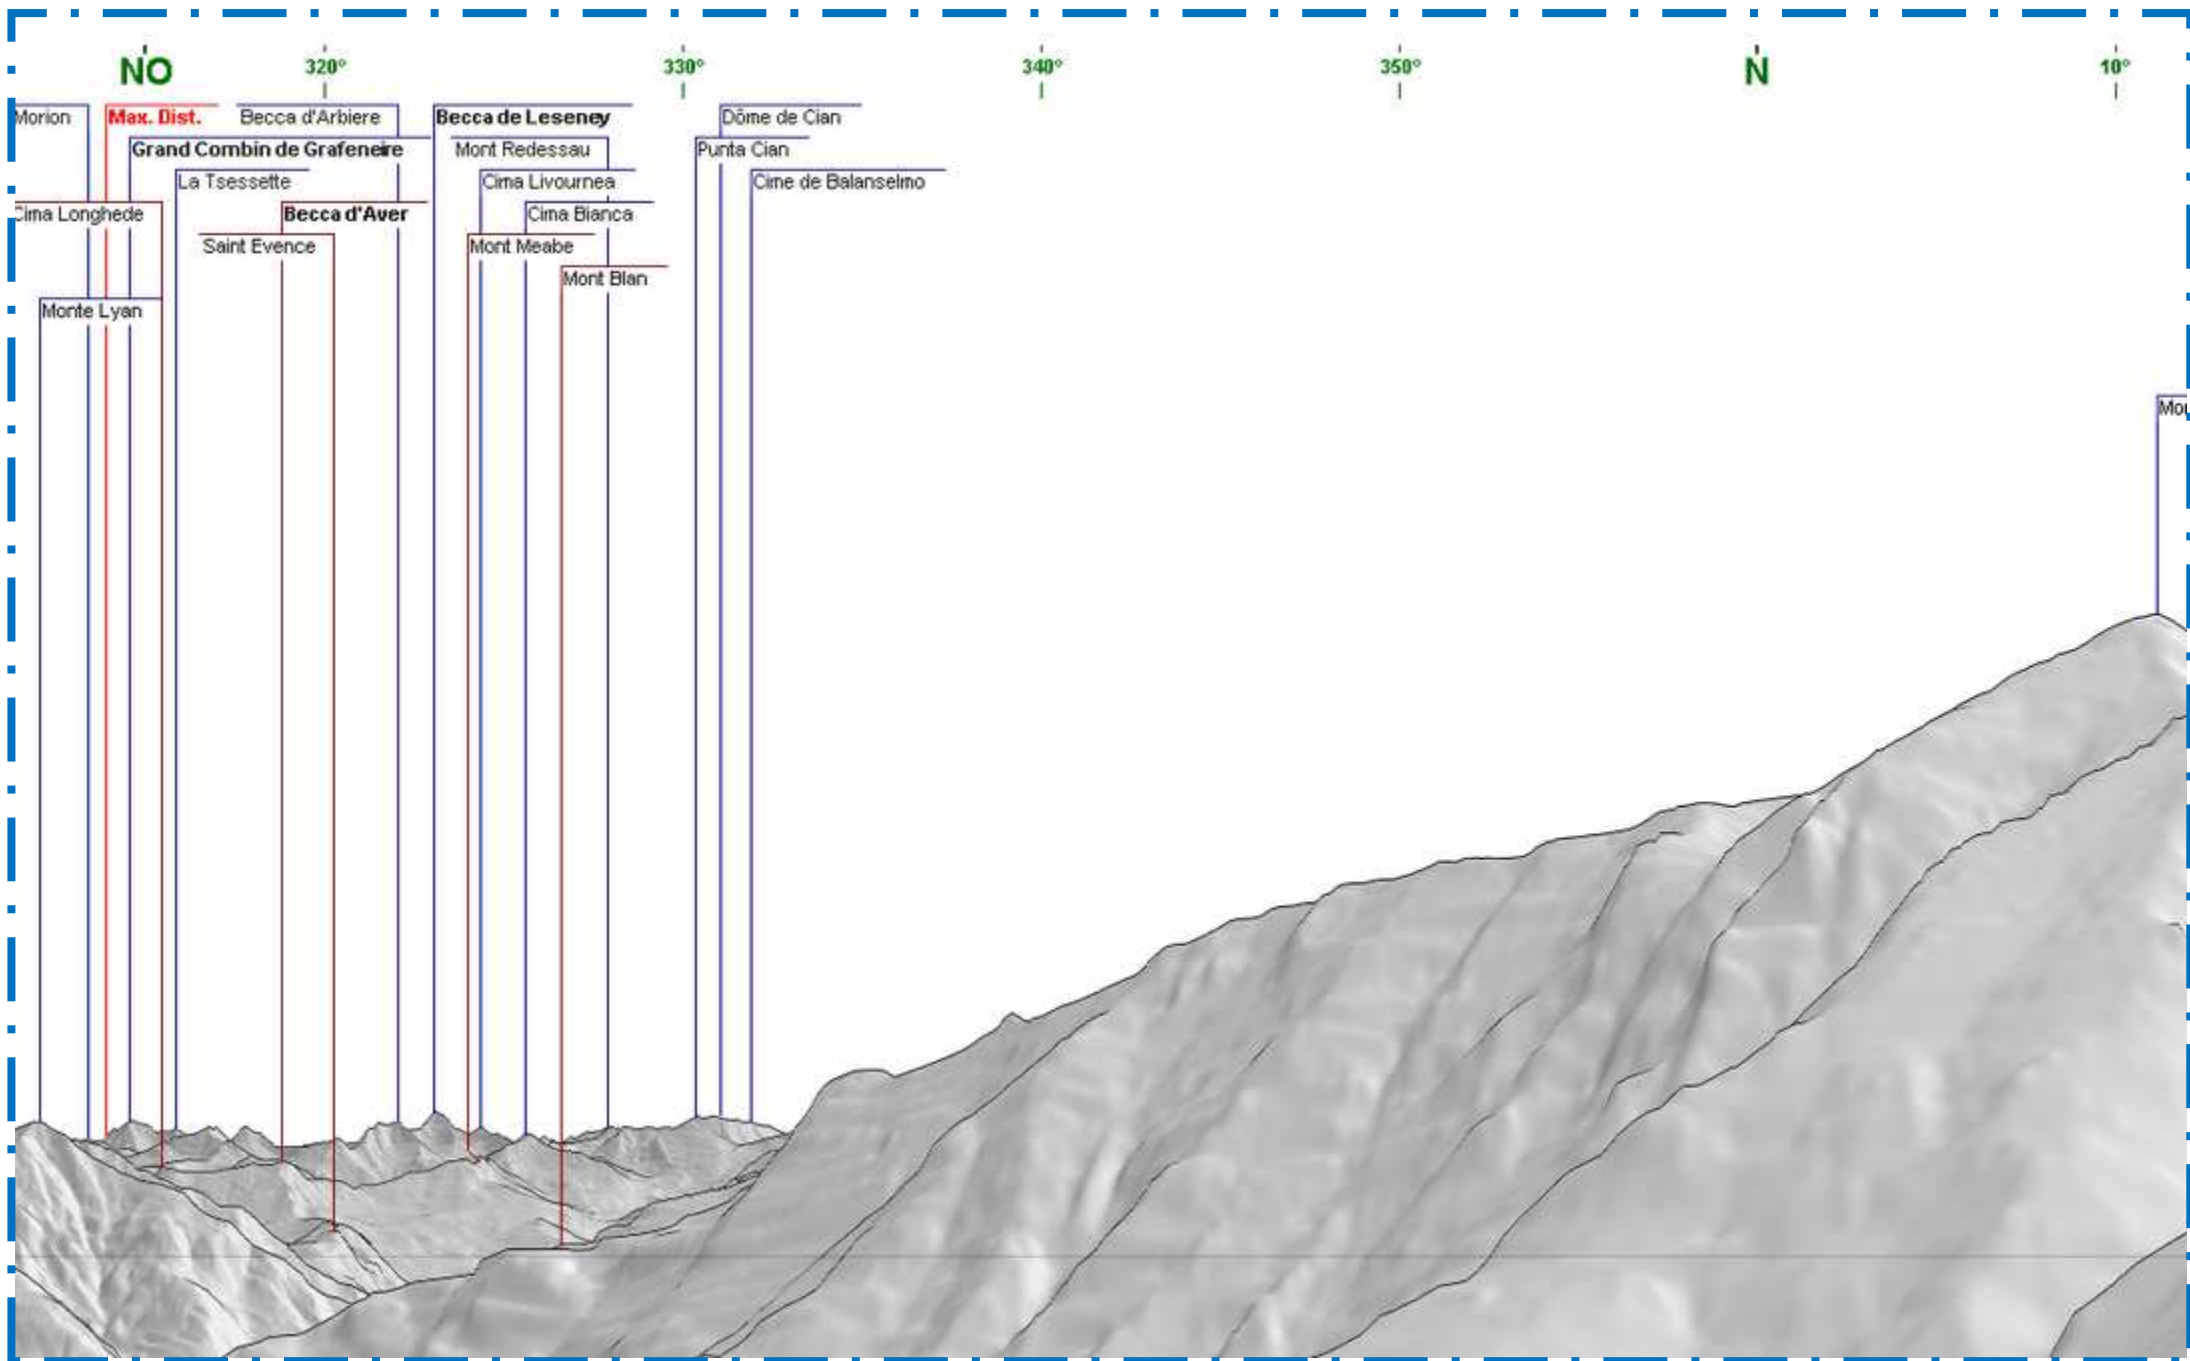 NO 320° 330° 340° 350° N 10°
Morion Max. Dist. Becca d'Arbiere Becca de Leseney Dôme de Cian
Grand Combin de Grafeneire Mont Redessau Punta Cian
La Tsessette Cima Livournea Cime de Balanselmo
Cima Longhede Becca d'Aver Cima Bianca
Saint Evence Mont Meabe
Mont Blan
Monte Lyan